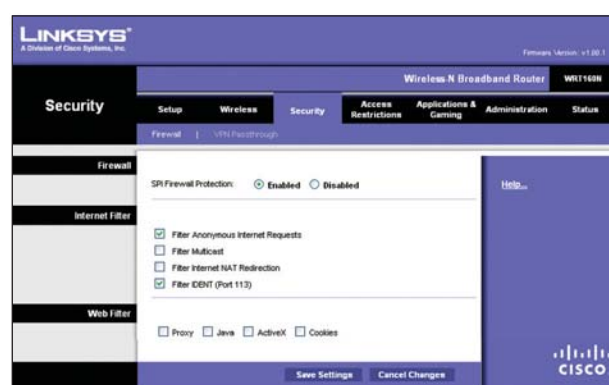 LINKSYS®
A Division of Cisco Systems, Inc.
Firmware Version: v1.00.1
Wireless-N Broadband Router WRT160N
Security
Setup Wireless Security Access Restrictions Applications & Gaming Administration Status
Firewall | VPN Passthrough
Firewall
SPI Firewall Protection: Enabled Disabled
Help...
Internet Filter
Filter Anonymous Internet Requests
Filter Multicast
Filter Internet NAT Redirection
Filter IDENT (Port 113)
Web Filter
Proxy Java ActiveX Cookies
Save Settings Cancel Changes
CISCO